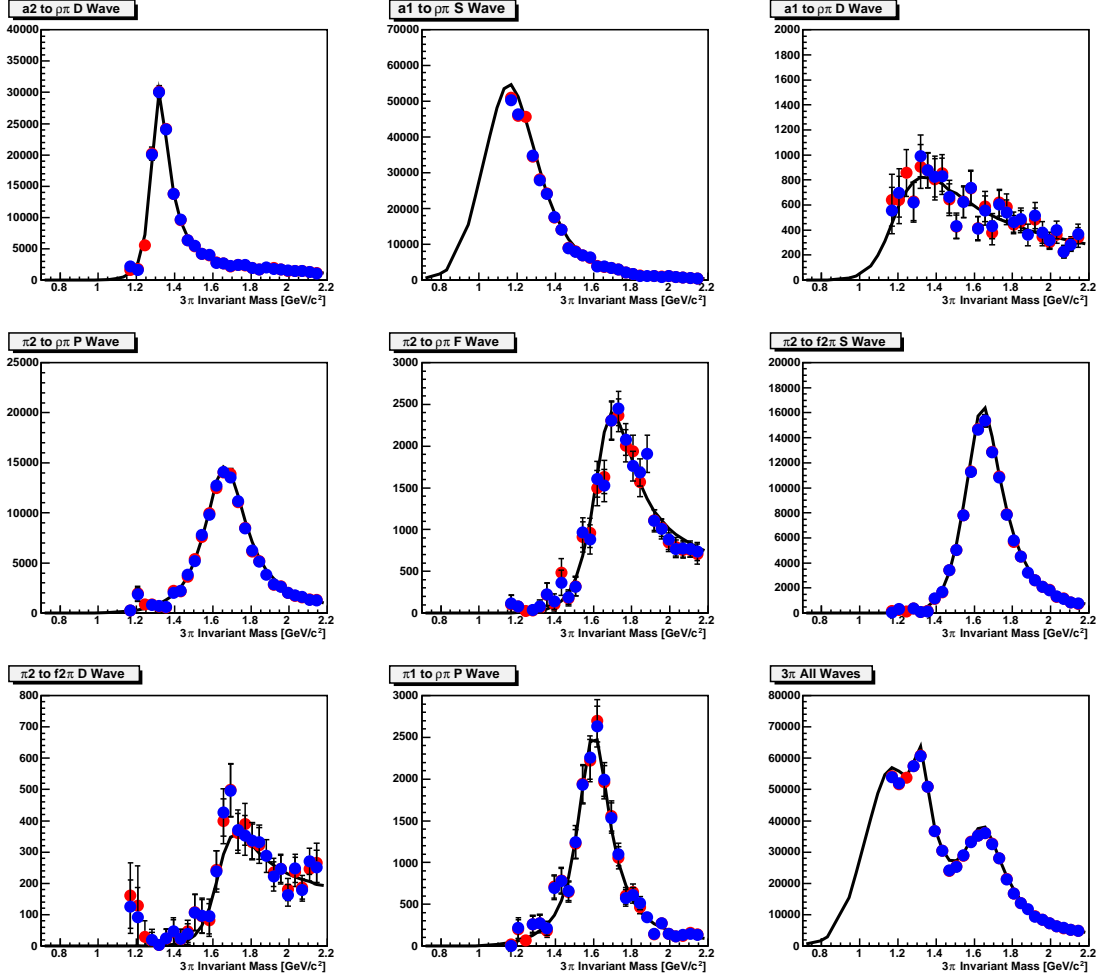 a2 to ρπ D Wave
40000
35000
30000
25000
20000
15000
10000
5000
0
0.8 1 1.2 1.4 1.6 1.8 2 2.2
3π Invariant Mass [GeV/c²]
a1 to ρπ S Wave
70000
60000
50000
40000
30000
20000
10000
0
0.8 1 1.2 1.4 1.6 1.8 2 2.2
3π Invariant Mass [GeV/c²]
a1 to ρπ D Wave
2000
1800
1600
1400
1200
1000
800
600
400
200
0
0.8 1 1.2 1.4 1.6 1.8 2 2.2
3π Invariant Mass [GeV/c²]
π2 to ρπ P Wave
25000
20000
15000
10000
5000
0
0.8 1 1.2 1.4 1.6 1.8 2 2.2
3π Invariant Mass [GeV/c²]
π2 to ρπ F Wave
3000
2500
2000
1500
1000
500
0
0.8 1 1.2 1.4 1.6 1.8 2 2.2
3π Invariant Mass [GeV/c²]
π2 to f2π S Wave
20000
18000
16000
14000
12000
10000
8000
6000
4000
2000
0
0.8 1 1.2 1.4 1.6 1.8 2 2.2
3π Invariant Mass [GeV/c²]
π2 to f2π D Wave
800
700
600
500
400
300
200
100
0
0.8 1 1.2 1.4 1.6 1.8 2 2.2
3π Invariant Mass [GeV/c²]
π1 to ρπ P Wave
3000
2500
2000
1500
1000
500
0
0.8 1 1.2 1.4 1.6 1.8 2 2.2
3π Invariant Mass [GeV/c²]
3π All Waves
80000
70000
60000
50000
40000
30000
20000
10000
0
0.8 1 1.2 1.4 1.6 1.8 2 2.2
3π Invariant Mass [GeV/c²]